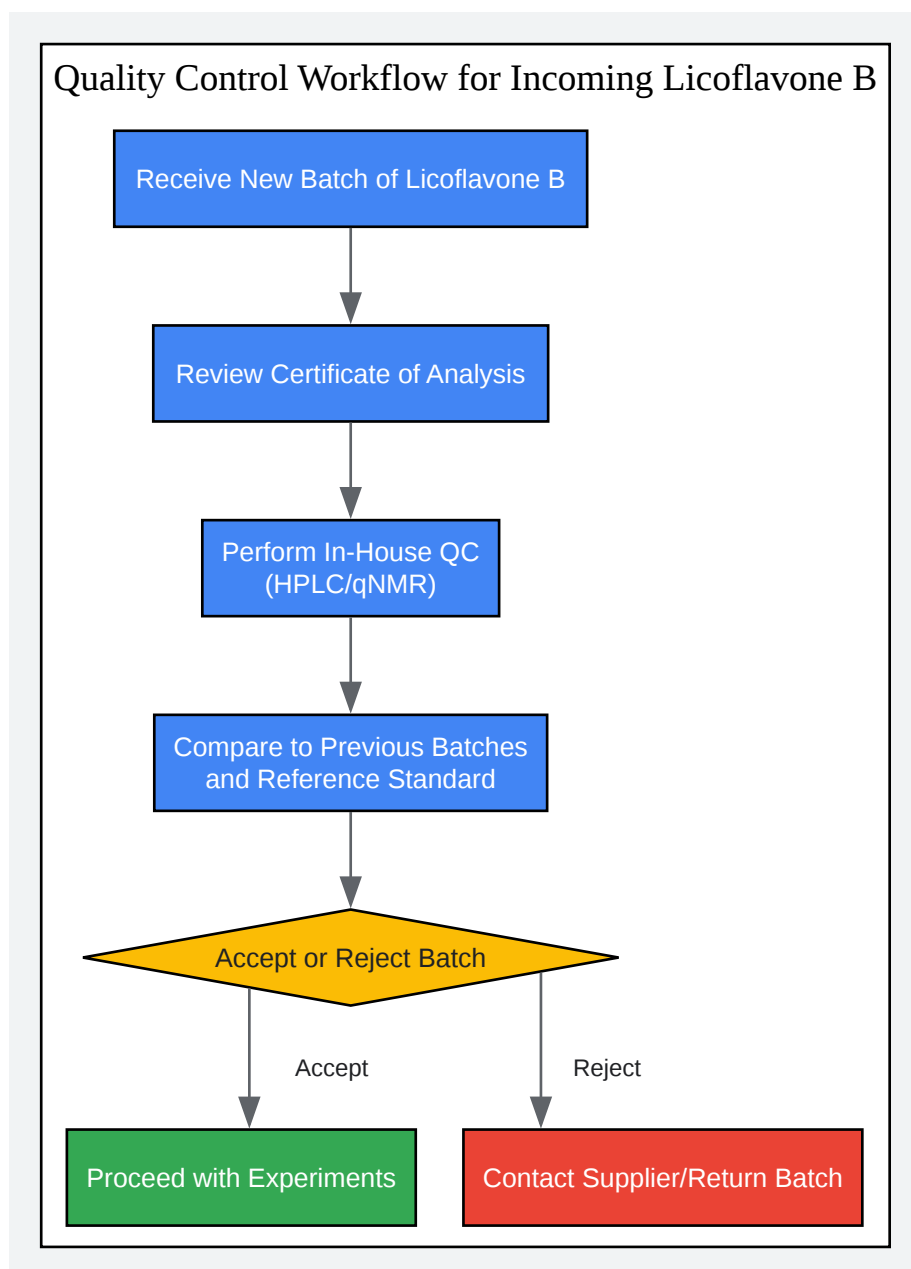 Quality Control Workflow for Incoming Licoflavone B
Receive New Batch of Licoflavone B
Review Certificate of Analysis
Perform In-House QC
(HPLC/qNMR)
Compare to Previous Batches
and Reference Standard
Accept or Reject Batch
Accept
Reject
Proceed with Experiments
Contact Supplier/Return Batch